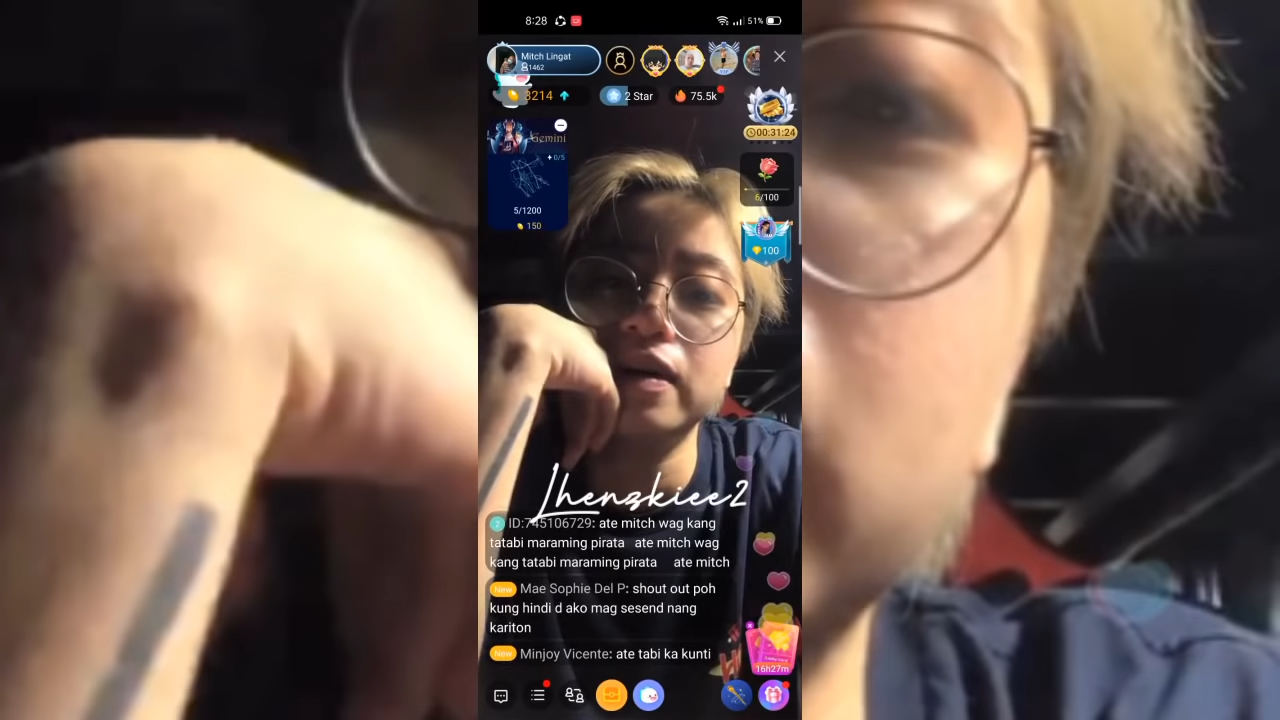 8:28
51%
Mitch Lingat
1462
3214
2 Star
75.5k
00:31:24
Gemini
0/5
5/1200
150
6/100
100
Lhenzkiee2
2 ID:745106729: ate mitch wag kang
tatabi maraming pirata ate mitch wag
kang tatabi maraming pirata ate mitch
New Mae Sophie Del P: shout out poh
kung hindi d ako mag sesend nang
kariton
New Minjoy Vicente: ate tabi ka kunti
16h27m